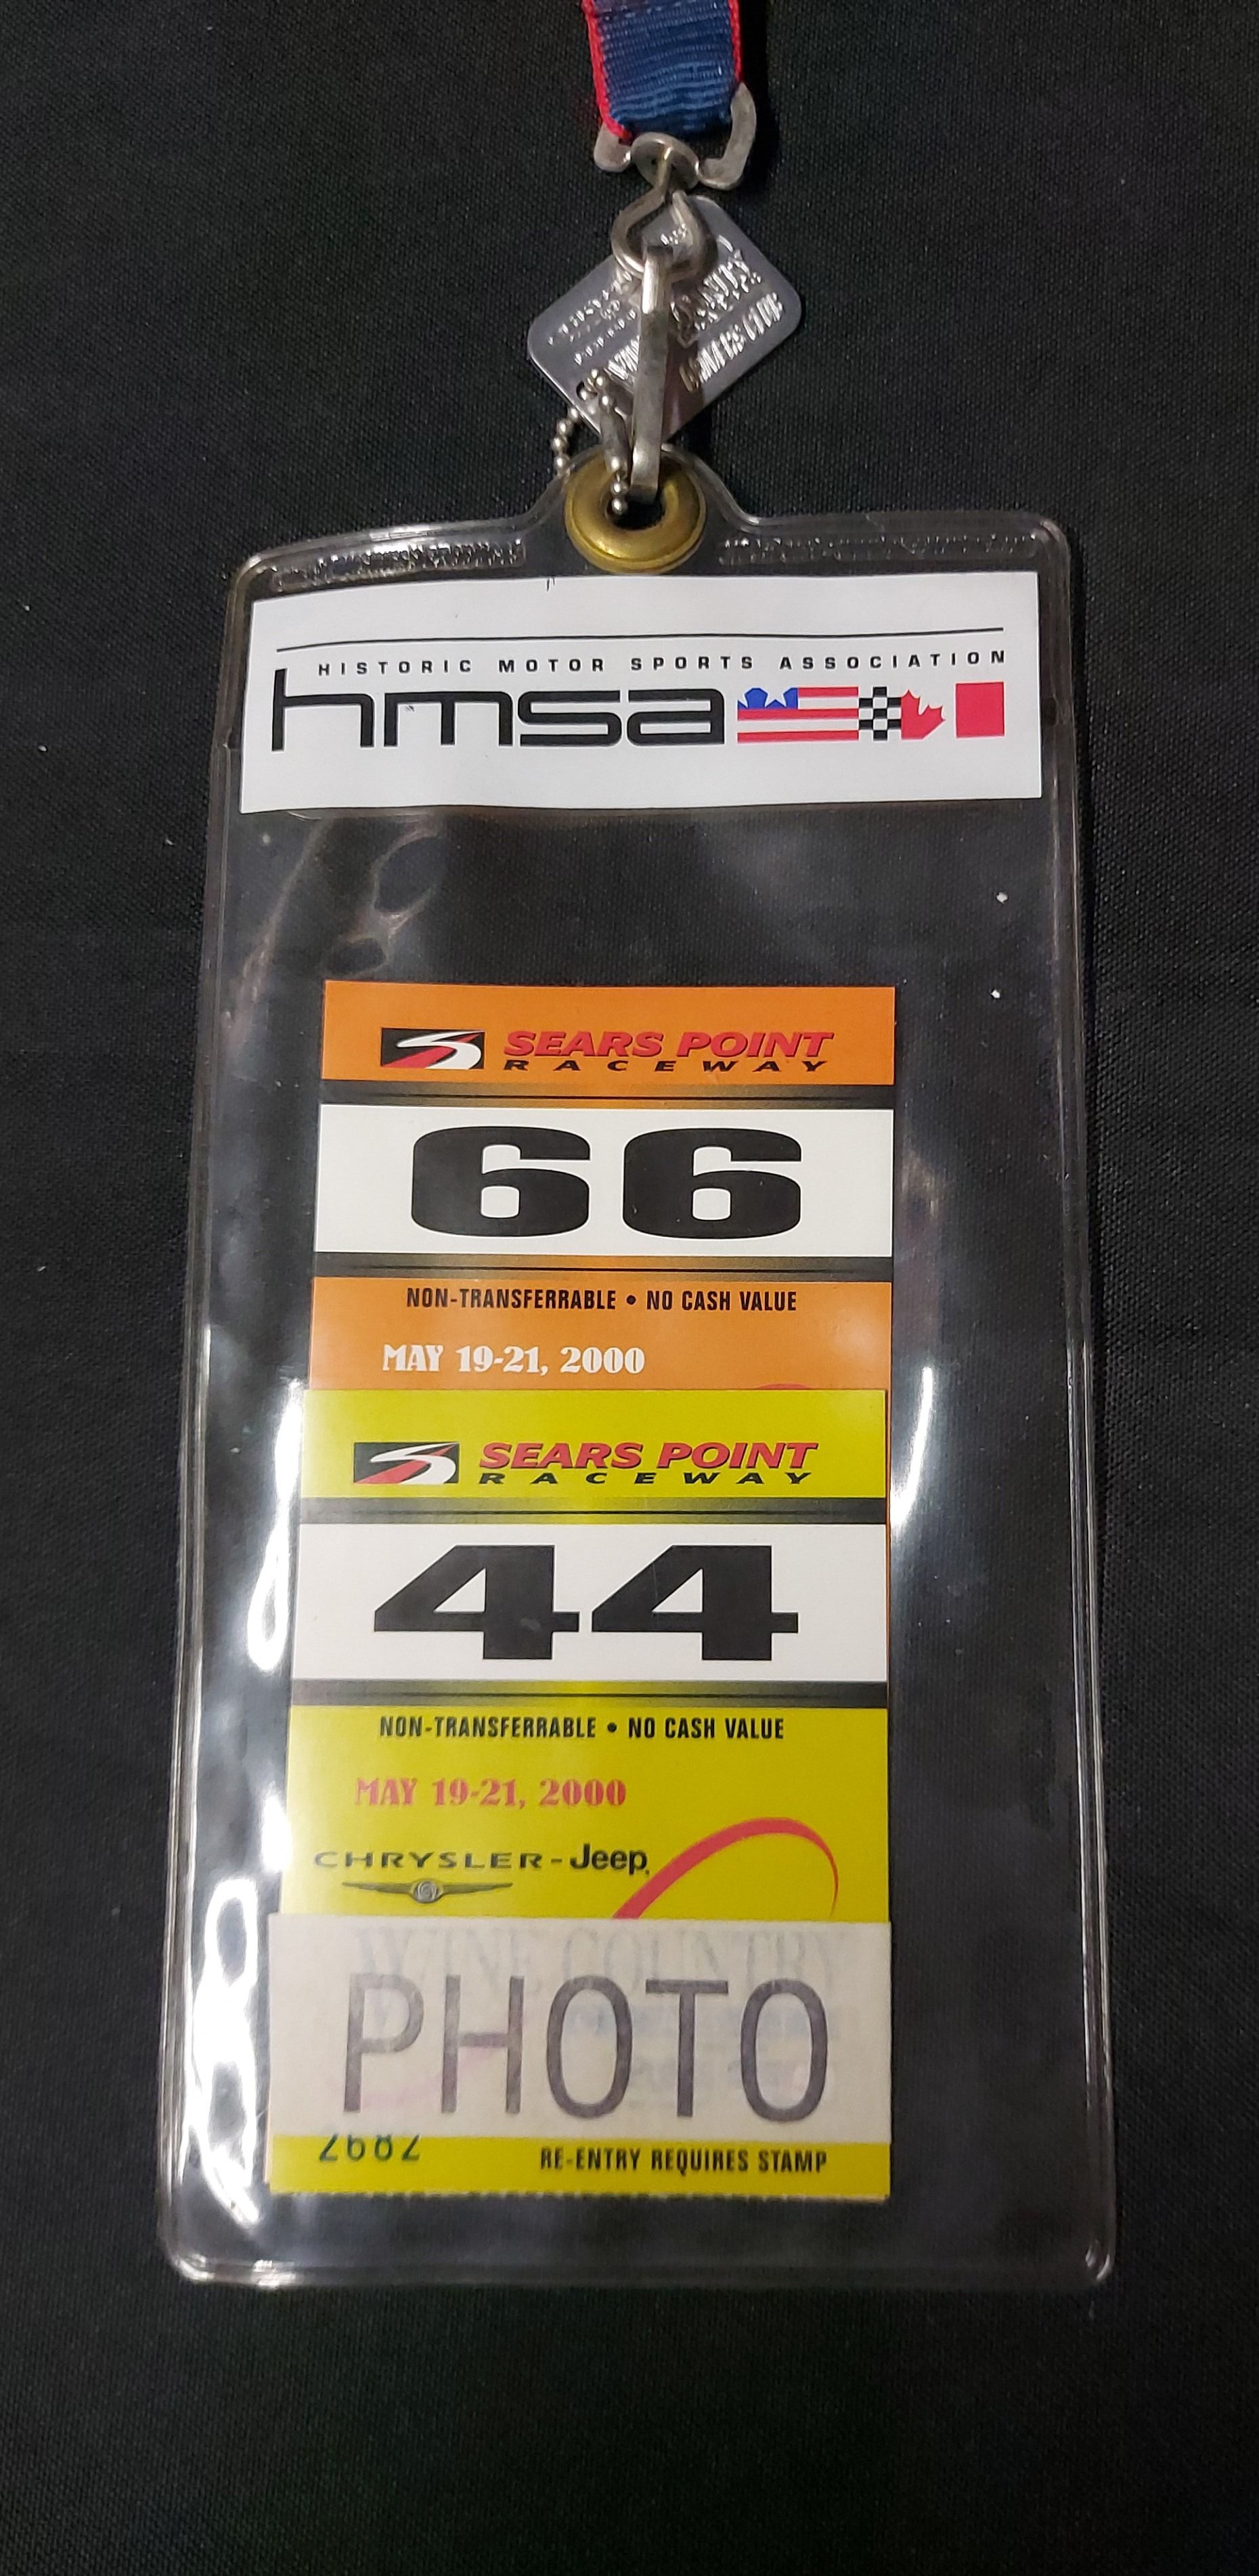 HISTORIC MOTOR SPORTS ASSOCIATION
hmsa
SEARS POINT
RACEWAY
66
NON-TRANSFERRABLE • NO CASH VALUE
MAY 19-21, 2000
SEARS POINT
RACEWAY
44
NON-TRANSFERRABLE • NO CASH VALUE
MAY 19-21, 2000
CHRYSLER - Jeep
WINE COUNTRY
PHOTO
2682
RE-ENTRY REQUIRES STAMP